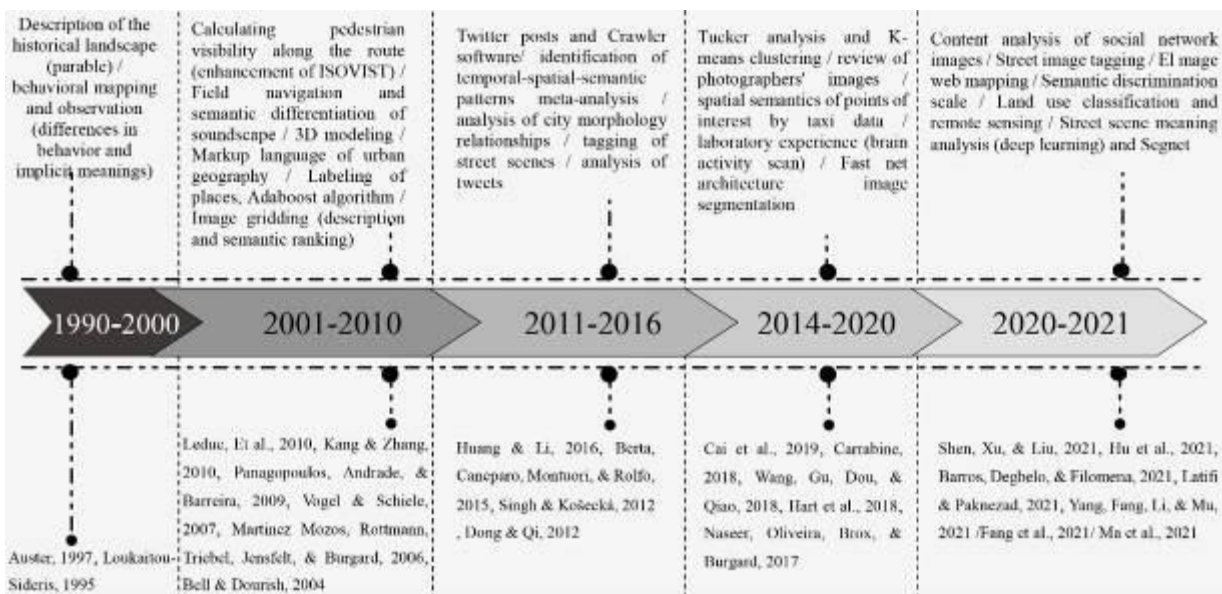 Description of the
historical landscape
(parable) /
behavioral mapping
and observation
(differences in
behavior and
implicit meanings)
Calculating pedestrian
visibility along the route
(enhancement of ISOVIST) /
Field navigation and
semantic differentiation of
soundscape / 3D modeling /
Markup language of urban
geography / Labeling of
places, Adaboost algorithm /
Image gridding (description
and semantic ranking)
Twitter posts and Crawler
software/ identification of
temporal-spatial-semantic
patterns meta-analysis /
analysis of city morphology
relationships / tagging of
street scenes / analysis of
tweets
Tucker analysis and K-
means clustering / review of
photographers' images /
spatial semantics of points of
interest by taxi data /
laboratory experience (brain
activity scan) / Fast net
architecture image
segmentation
Content analysis of social network
images / Street image tagging / EI mage
web mapping / Semantic discrimination
scale / Land use classification and
remote sensing / Street scene meaning
analysis (deep learning) and Segnet
1990-2000
2001-2010
2011-2016
2014-2020
2020-2021
Auster, 1997, Loukaitou-
Sideris, 1995
Leduc, Et al., 2010, Kang & Zhang,
2010, Panagopoulos, Andrade, &
Barreira, 2009, Vogel & Schiele,
2007, Martinez Mozos, Rottmann,
Triebel, Jensfelt, & Burgard, 2006,
Bell & Dourish, 2004
Huang & Li, 2016, Berta,
Caneparo, Montuori, & Rolfo,
2015, Singh & Košecká, 2012
, Dong & Qi, 2012
Cai et al., 2019, Carrabine,
2018, Wang, Gu, Dou, &
Qiao, 2018, Hart et al., 2018,
Naseer, Oliveira, Brox, &
Burgard, 2017
Shen, Xu, & Liu, 2021, Hu et al., 2021,
Barros, Degbelo, & Filomena, 2021, Latifi
& Paknezad, 2021, Yang, Fang, Li, & Mu,
2021 /Fang et al., 2021/ Ma et al., 2021